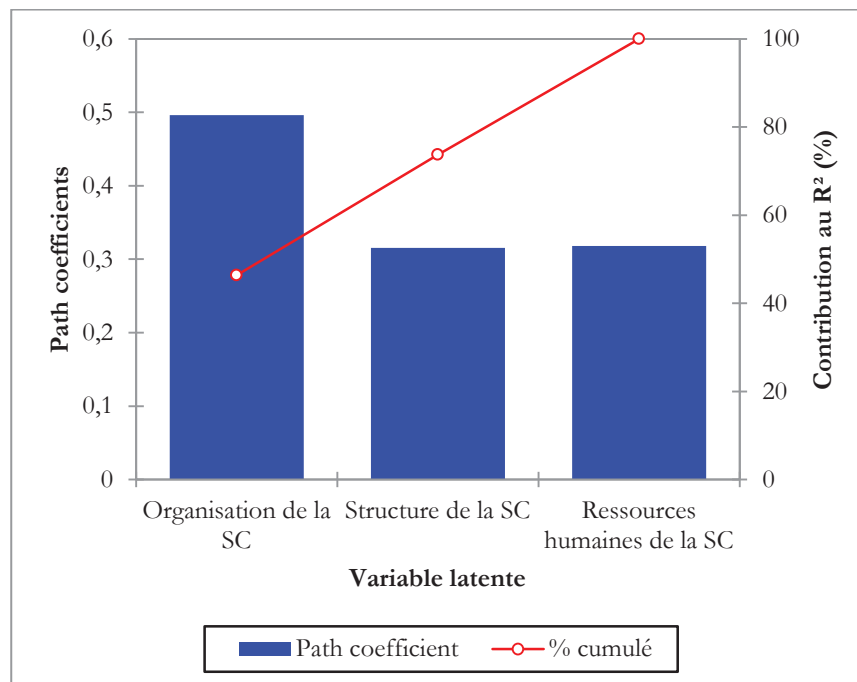 0,6
0,5
0,4
0,3
0,2
0,1
0
Path coefficients
100
80
60
40
20
0
Contribution au R² (%)
Organisation de la
SC
Structure de la SC
Ressources
humaines de la SC
Variable latente
Path coefficient
% cumulé